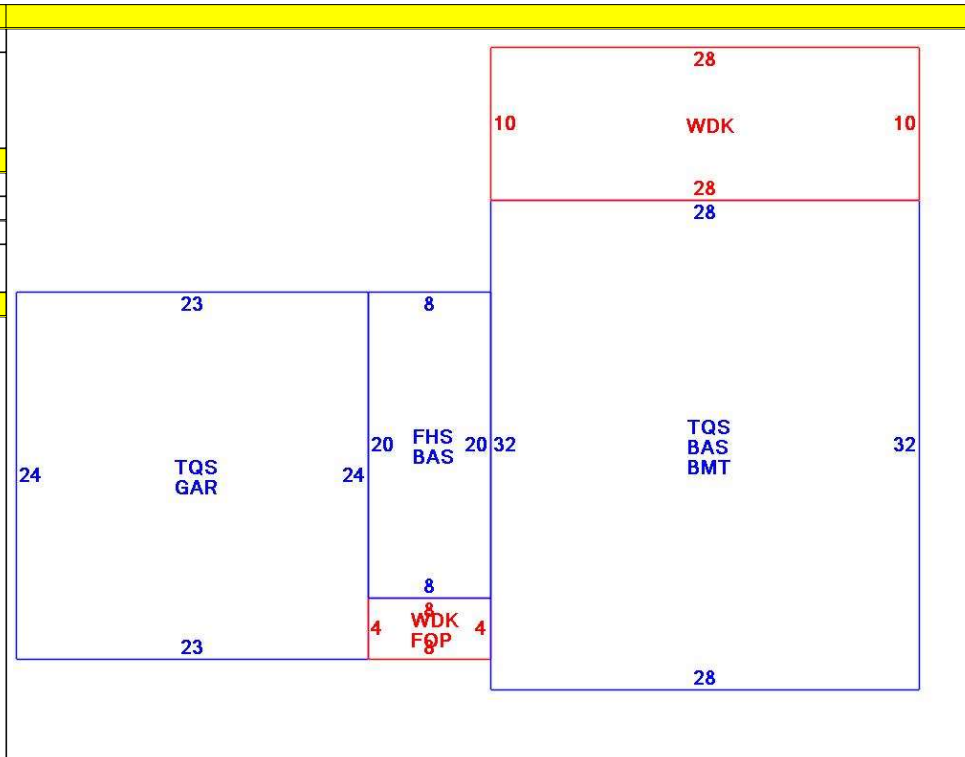 28
10 WDK 10
28
28
23 8
TQS
GAR
24 24
20 FHS 20
BAS
32 TQS 32
BAS
BMT
8
8
4 WDK 4
FOP
8
23
28